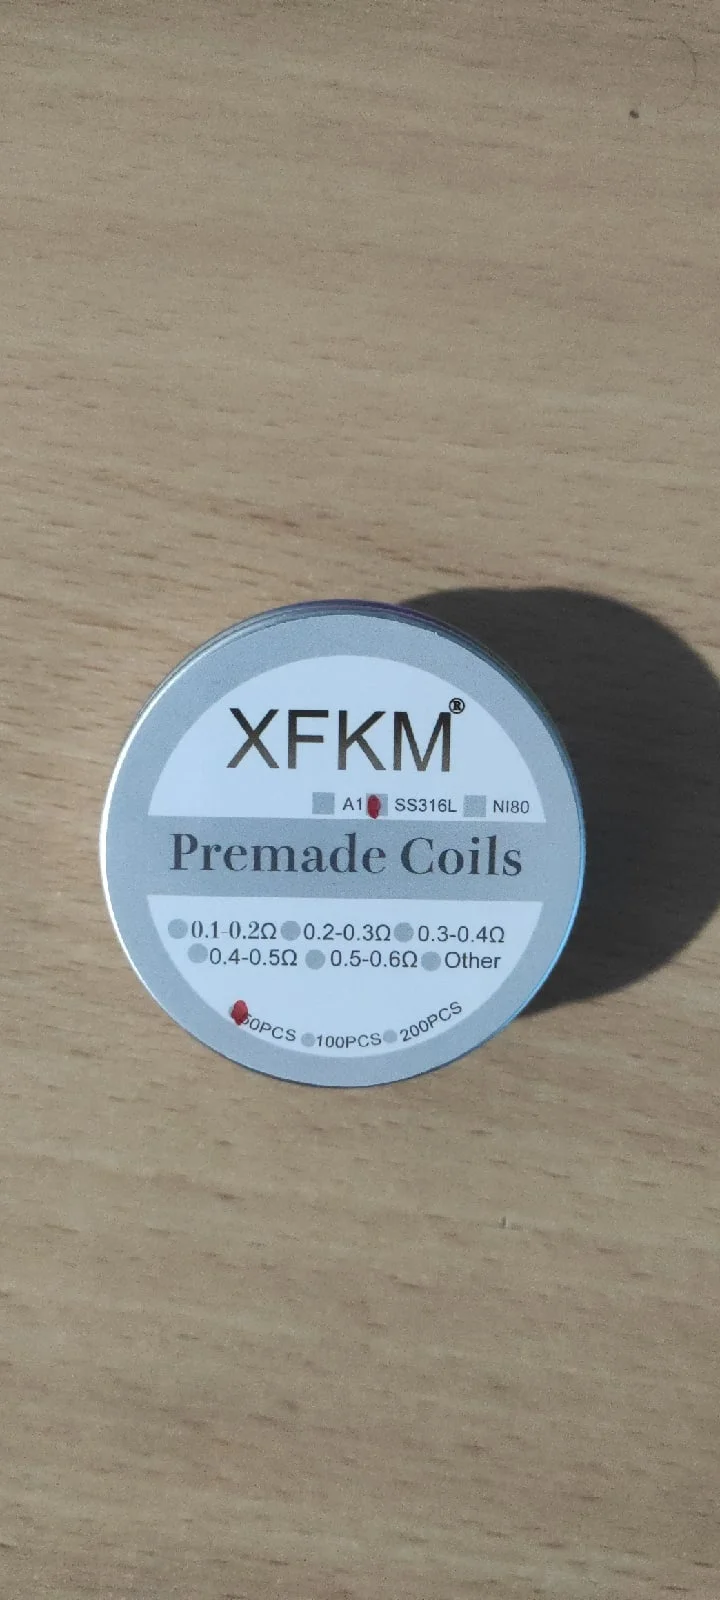 XFKM®
A1 SS316L NI80
Premade Coils
0.1-0.2Ω 0.2-0.3Ω 0.3-0.4Ω
0.4-0.5Ω 0.5-0.6Ω Other
50PCS 100PCS 200PCS